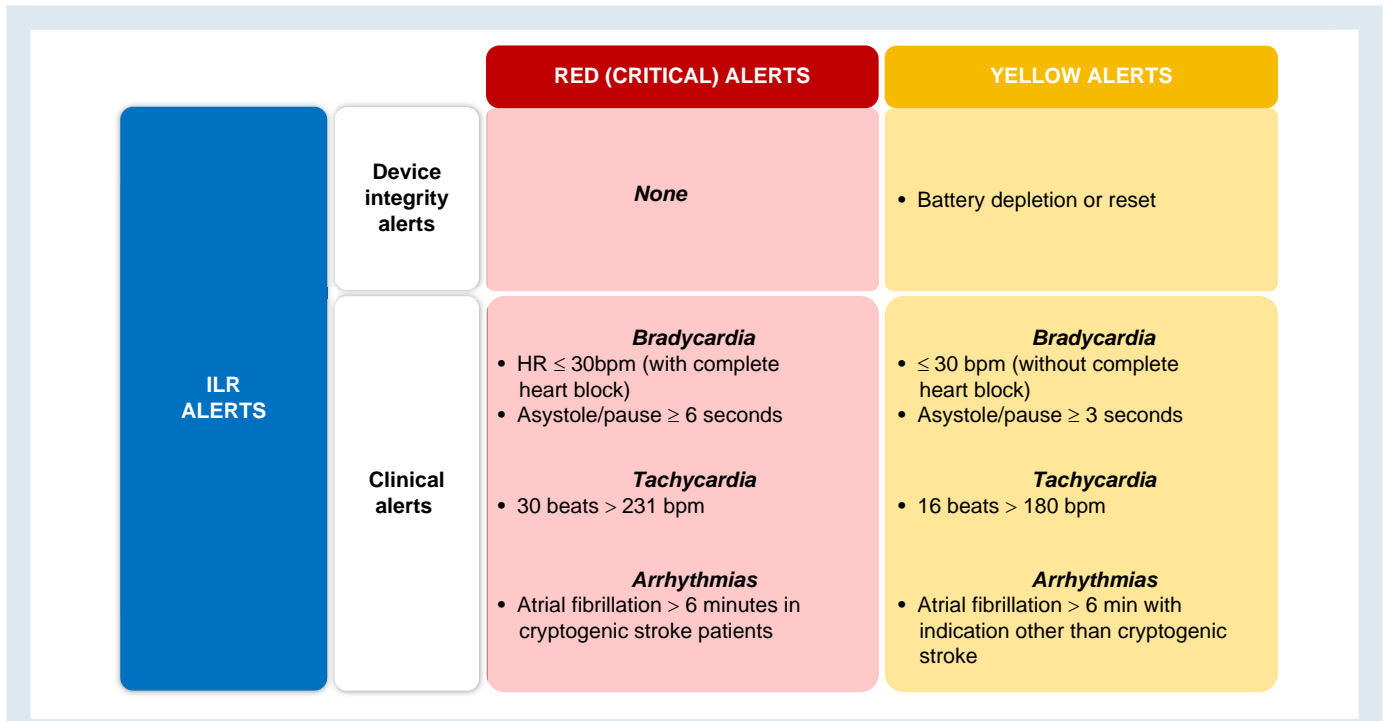 RED (CRITICAL) ALERTS
YELLOW ALERTS
ILR
ALERTS
Device
integrity
alerts
None
• Battery depletion or reset
Clinical
alerts
Bradycardia
• HR ≤ 30bpm (with complete
heart block)
• Asystole/pause ≥ 6 seconds
Tachycardia
• 30 beats > 231 bpm
Arrhythmias
• Atrial fibrillation > 6 minutes in
cryptogenic stroke patients
Bradycardia
• ≤ 30 bpm (without complete
heart block)
• Asystole/pause ≥ 3 seconds
Tachycardia
• 16 beats > 180 bpm
Arrhythmias
• Atrial fibrillation > 6 min with
indication other than cryptogenic
stroke